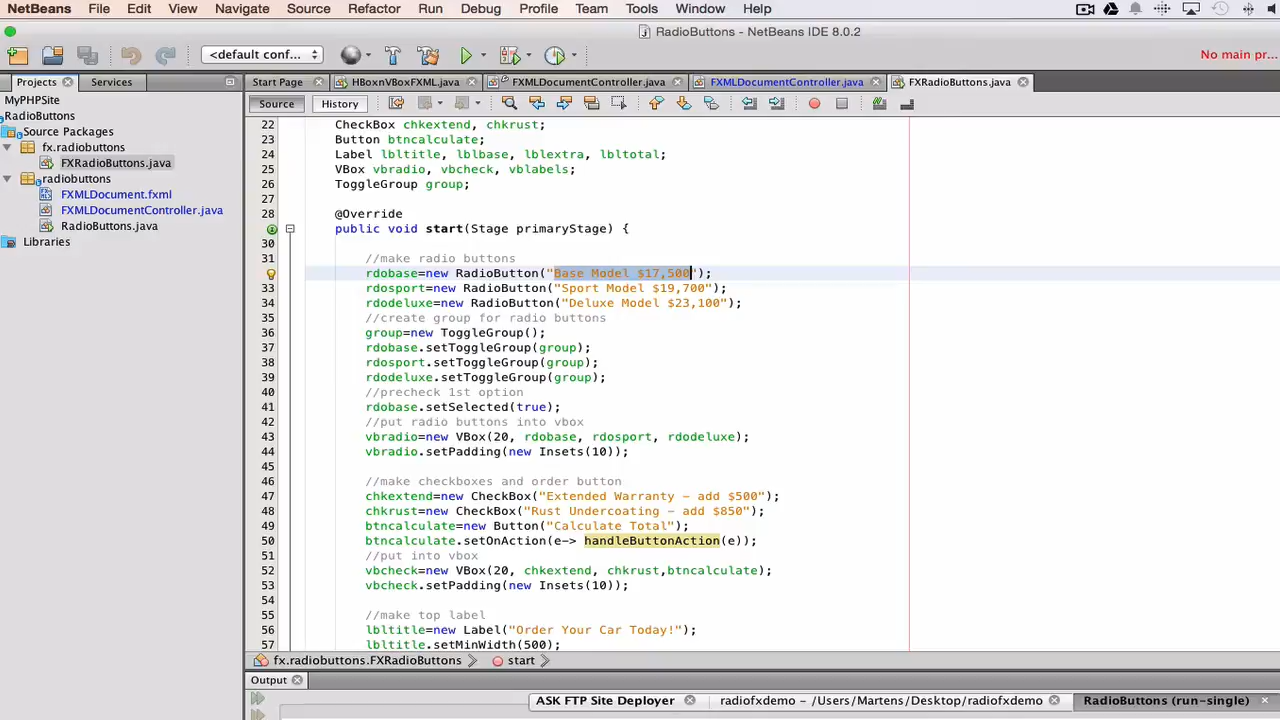 NetBeans File Edit View Navigate Source Refactor Run Debug Profile Team Tools Window Help
RadioButtons - NetBeans IDE 8.0.2
<default conf... No main pr...
Projects Services Start Page HBoxnVBoxFXML.java FXMLDocumentController.java FXMLDocumentController.java FXRadioButtons.java
Source History
MyPHPSite
RadioButtons
Source Packages
fx.radiobuttons
FXRadioButtons.java
radiobuttons
FXMLDocument.fxml
FXMLDocumentController.java
RadioButtons.java
Libraries
22 CheckBox chkextend, chkrust;
23 Button btncalculate;
24 Label lbltitle, lblbase, lblextra, lbltotal;
25 VBox vbradio, vbcheck, vblabels;
26 ToggleGroup group;
27
28 @Override
public void start(Stage primaryStage) {
30
31 //make radio buttons
rdobase=new RadioButton("Base Model $17,500");
33 rdosport=new RadioButton("Sport Model $19,700");
34 rdodeluxe=new RadioButton("Deluxe Model $23,100");
35 //create group for radio buttons
36 group=new ToggleGroup();
37 rdobase.setToggleGroup(group);
38 rdosport.setToggleGroup(group);
39 rdodeluxe.setToggleGroup(group);
40 //precheck 1st option
41 rdobase.setSelected(true);
42 //put radio buttons into vbox
43 vbradio=new VBox(20, rdobase, rdosport, rdodeluxe);
44 vbradio.setPadding(new Insets(10));
45
46 //make checkboxes and order button
47 chkextend=new CheckBox("Extended Warranty – add $500");
48 chkrust=new CheckBox("Rust Undercoating – add $850");
49 btncalculate=new Button("Calculate Total");
50 btncalculate.setOnAction(e-> handleButtonAction(e));
51 //put into vbox
52 vbcheck=new VBox(20, chkextend, chkrust,btncalculate);
53 vbcheck.setPadding(new Insets(10));
54
55 //make top label
56 lbltitle=new Label("Order Your Car Today!");
57 lbltitle.setMinWidth(500);
fx.radiobuttons.FXRadioButtons start
Output
ASK FTP Site Deployer radiofxdemo - /Users/Martens/Desktop/radiofxdemo RadioButtons (run-single)